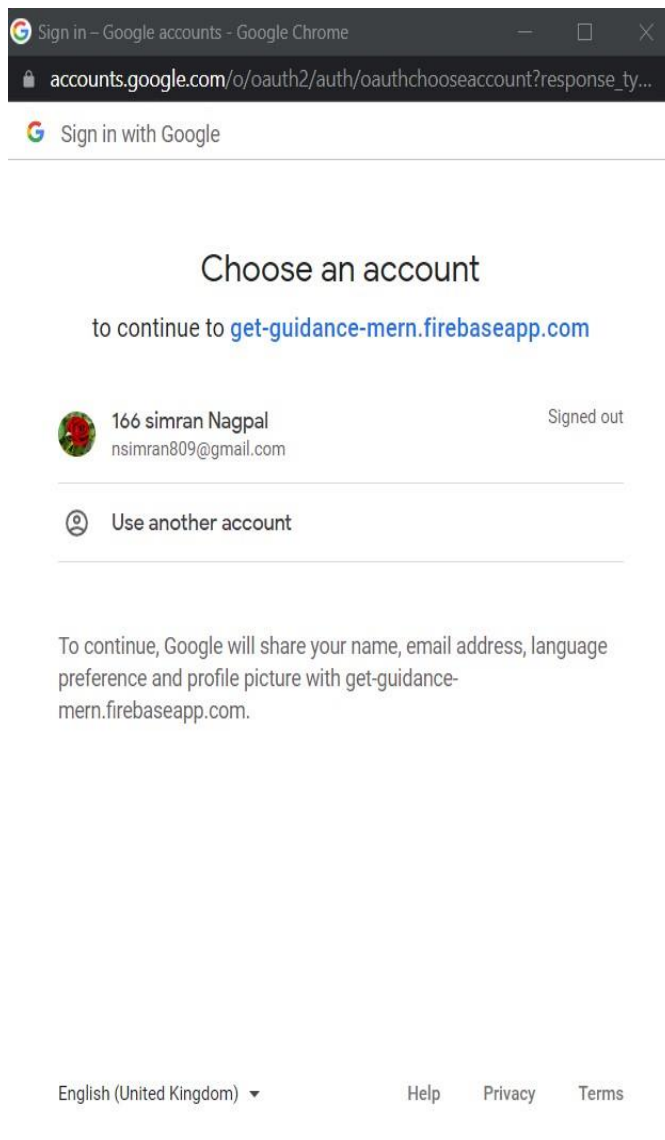 Sign in – Google accounts - Google Chrome
accounts.google.com/o/oauth2/auth/oauthchooseaccount?response_ty...
Sign in with Google
Choose an account
to continue to get-guidance-mern.firebaseapp.com
166 simran Nagpal
Signed out
nsimran809@gmail.com
Use another account
To continue, Google will share your name, email address, language
preference and profile picture with get-guidance-
mern.firebaseapp.com.
English (United Kingdom)
Help
Privacy
Terms